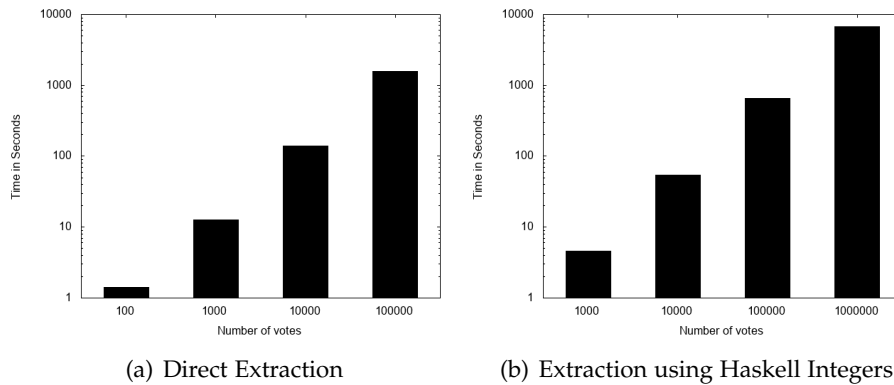 10000
1000
100
10
1
Time in Seconds
100 1000 10000 100000
Number of votes
(a) Direct Extraction
10000
1000
100
10
1
Time in Seconds
1000 10000 100000 1000000
Number of votes
(b) Extraction using Haskell Integers